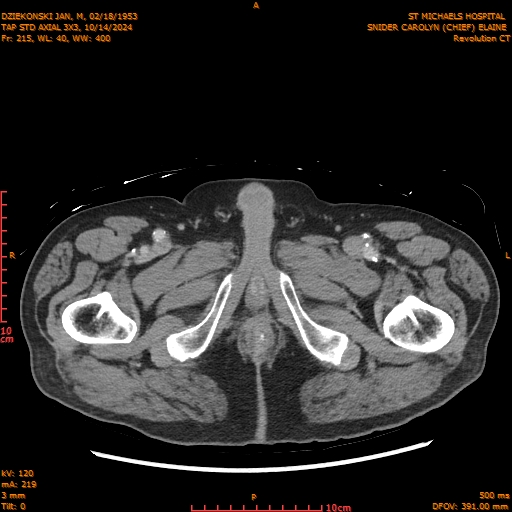 A
DZIEKONSKI JAN, M, 02/18/1953
TAP STD AXIAL 3X3, 10/14/2024
Fr: 215, WL: 40, WW: 400
ST MICHAELS HOSPITAL
SNIDER CAROLYN (CHIEF) ELAINE
Revolution CT
R
L
10
cm
kV: 120
mA: 219
3 mm
Tilt: 0
P
10cm
500 ms
DFOV: 391.00 mm